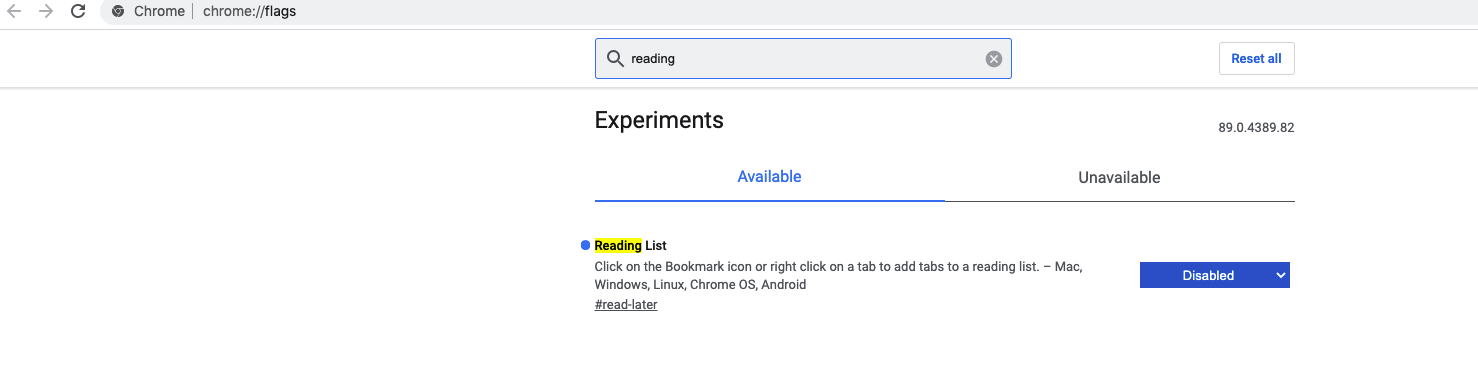 Chrome | chrome://flags
reading
Reset all
Experiments
89.0.4389.82
Available
Unavailable
Reading List
Click on the Bookmark icon or right click on a tab to add tabs to a reading list. – Mac,
Windows, Linux, Chrome OS, Android
#read-later
Disabled